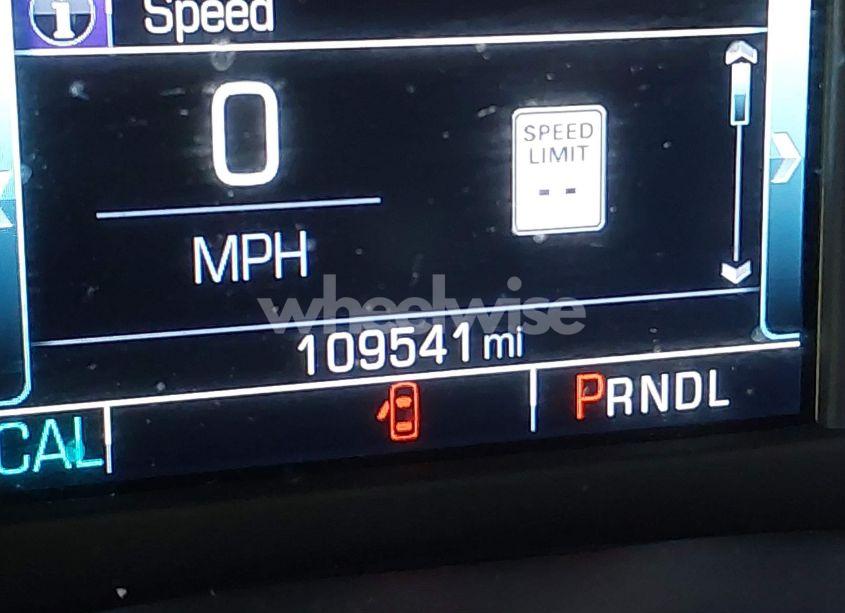 Speed
0
SPEED
LIMIT
--
MPH
wheelwise
109541 mi
PRNDL
CAL